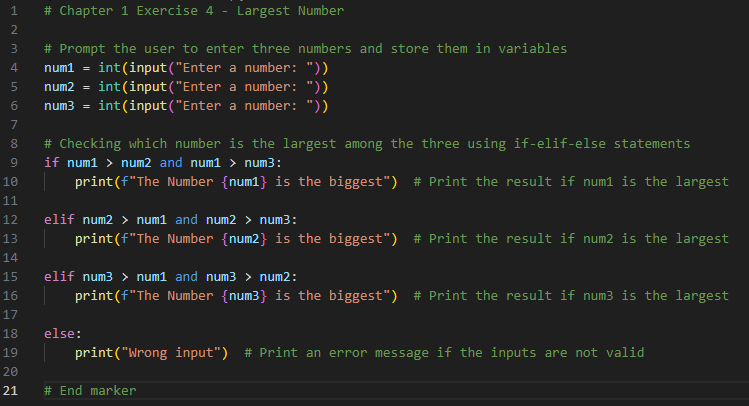 1 # Chapter 1 Exercise 4 - Largest Number
2
3 # Prompt the user to enter three numbers and store them in variables
4 num1 = int(input("Enter a number: "))
5 num2 = int(input("Enter a number: "))
6 num3 = int(input("Enter a number: "))
7
8 # Checking which number is the largest among the three using if-elif-else statements
9 if num1 > num2 and num1 > num3:
10     print(f"The Number {num1} is the biggest")  # Print the result if num1 is the largest
11
12 elif num2 > num1 and num2 > num3:
13     print(f"The Number {num2} is the biggest")  # Print the result if num2 is the largest
14
15 elif num3 > num1 and num3 > num2:
16     print(f"The Number {num3} is the biggest")  # Print the result if num3 is the largest
17
18 else:
19     print("Wrong input")  # Print an error message if the inputs are not valid
20
21 # End marker